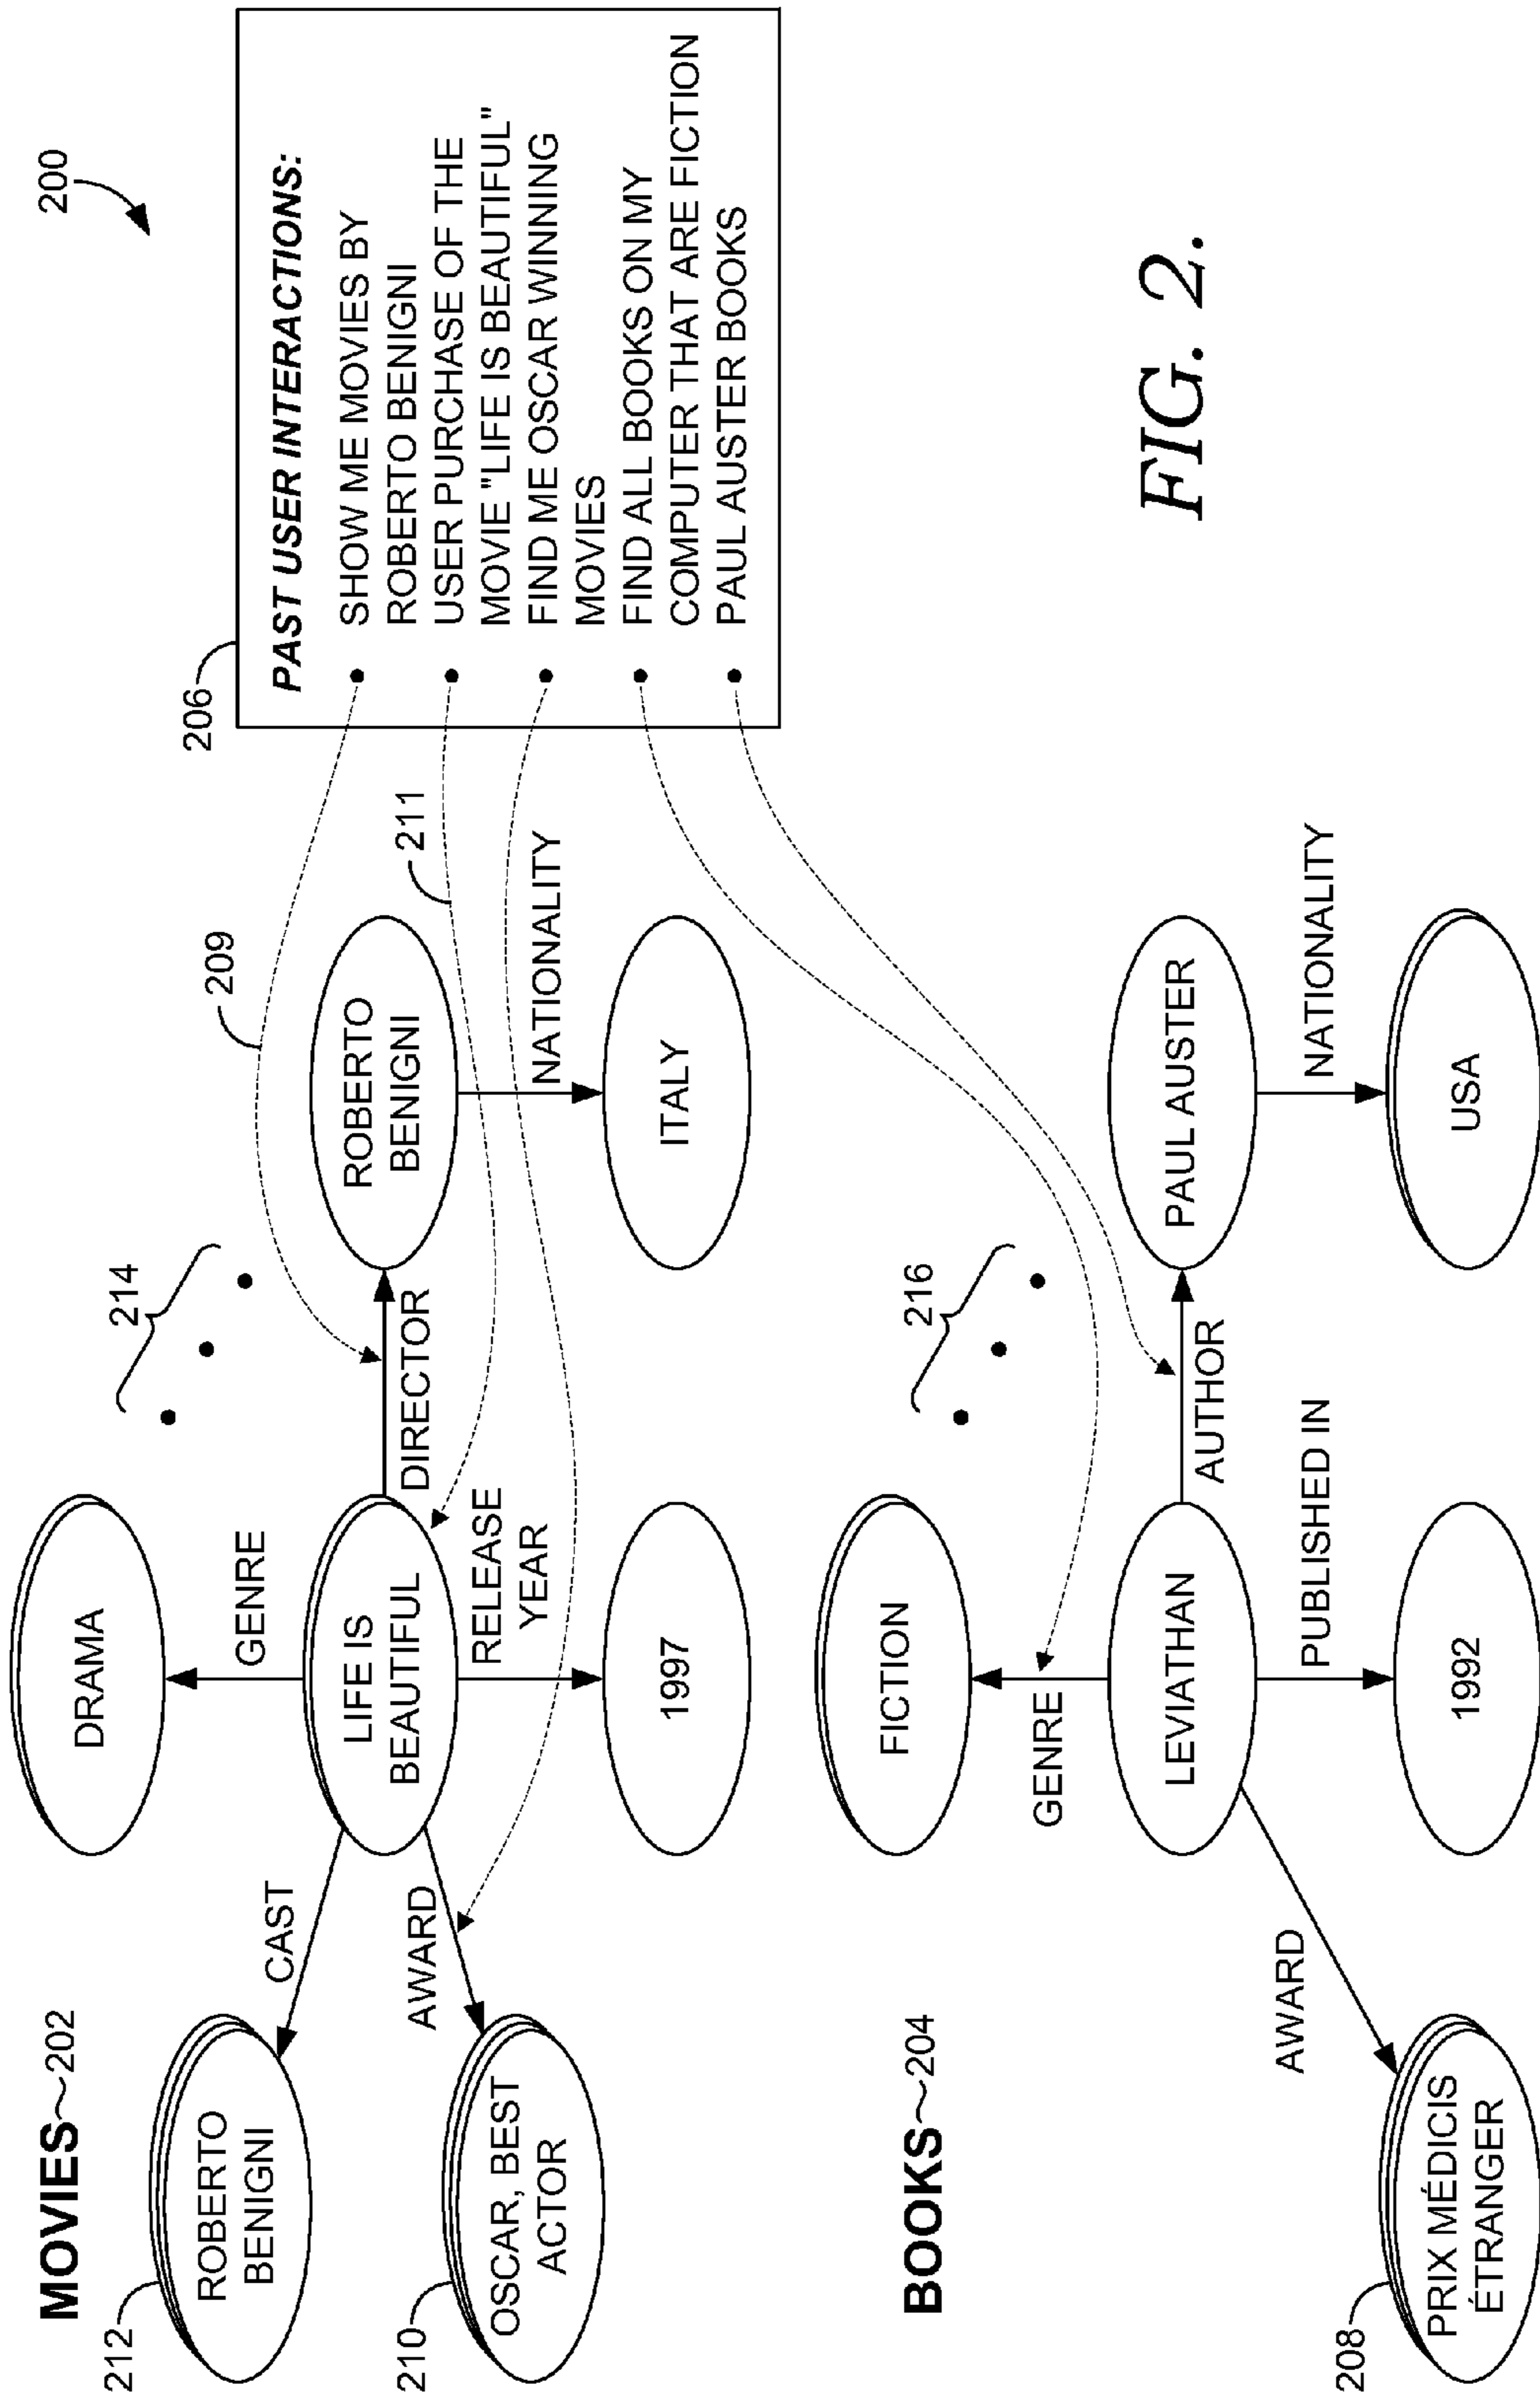 200
MOVIES~202
212
ROBERTO
BENIGNI
CAST
210
OSCAR, BEST
ACTOR
AWARD
DRAMA
GENRE
LIFE IS
BEAUTIFUL
RELEASE
YEAR
1997
214
DIRECTOR
209
ROBERTO
BENIGNI
211
NATIONALITY
ITALY
206
PAST USER INTERACTIONS:
• SHOW ME MOVIES BY
ROBERTO BENIGNI
• USER PURCHASE OF THE
MOVIE "LIFE IS BEAUTIFUL"
• FIND ME OSCAR WINNING
MOVIES
• FIND ALL BOOKS ON MY
COMPUTER THAT ARE FICTION
• PAUL AUSTER BOOKS
BOOKS~204
208
PRIX MÉDICIS
ÉTRANGER
AWARD
FICTION
GENRE
LEVIATHAN
PUBLISHED IN
1992
216
AUTHOR
PAUL AUSTER
NATIONALITY
USA
FIG. 2.